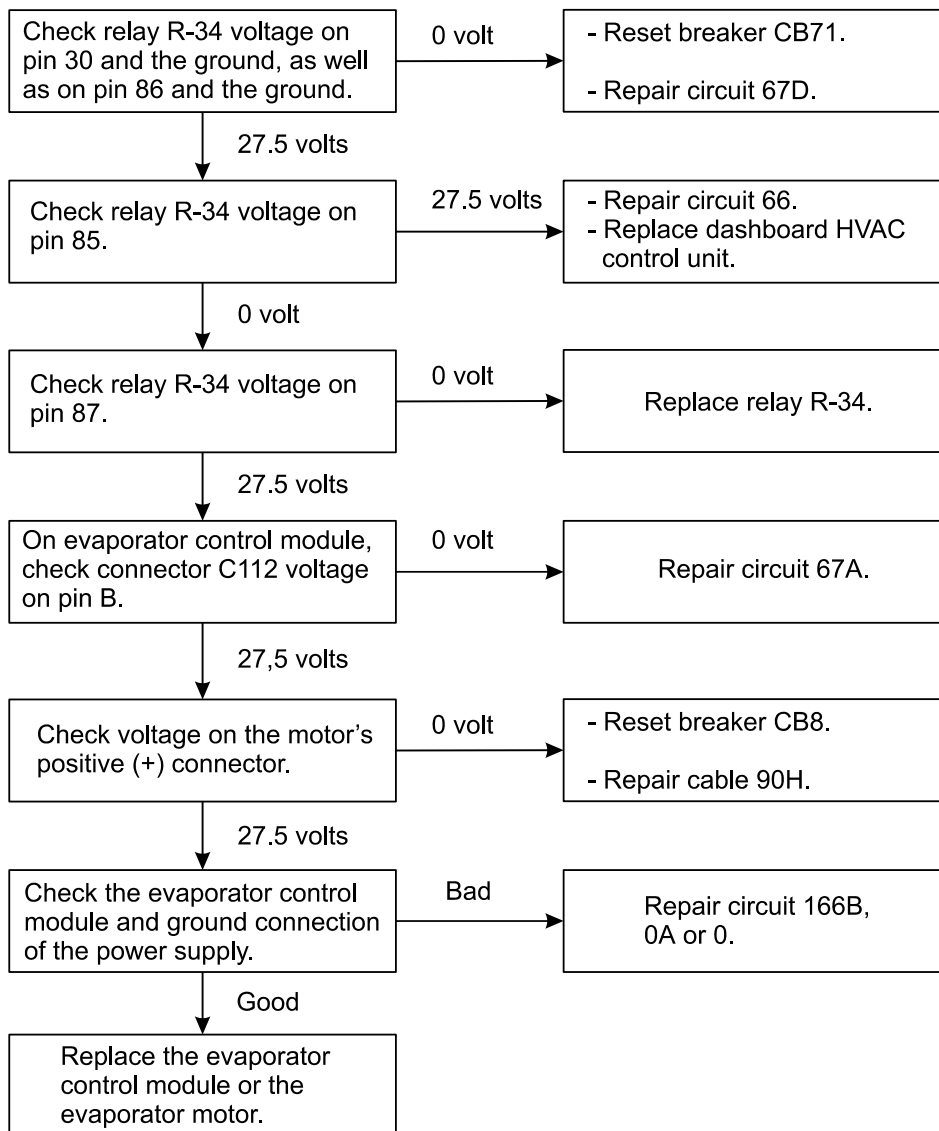 Check relay R-34 voltage on
pin 30 and the ground, as well
as on pin 86 and the ground.
0 volt
- Reset breaker CB71.
- Repair circuit 67D.
27.5 volts
Check relay R-34 voltage on
pin 85.
27.5 volts
- Repair circuit 66.
- Replace dashboard HVAC
control unit.
0 volt
Check relay R-34 voltage on
pin 87.
0 volt
Replace relay R-34.
27.5 volts
On evaporator control module,
check connector C112 voltage
on pin B.
0 volt
Repair circuit 67A.
27,5 volts
Check voltage on the motor's
positive (+) connector.
0 volt
- Reset breaker CB8.
- Repair cable 90H.
27.5 volts
Check the evaporator control
module and ground connection
of the power supply.
Bad
Repair circuit 166B,
0A or 0.
Good
Replace the evaporator
control module or the
evaporator motor.